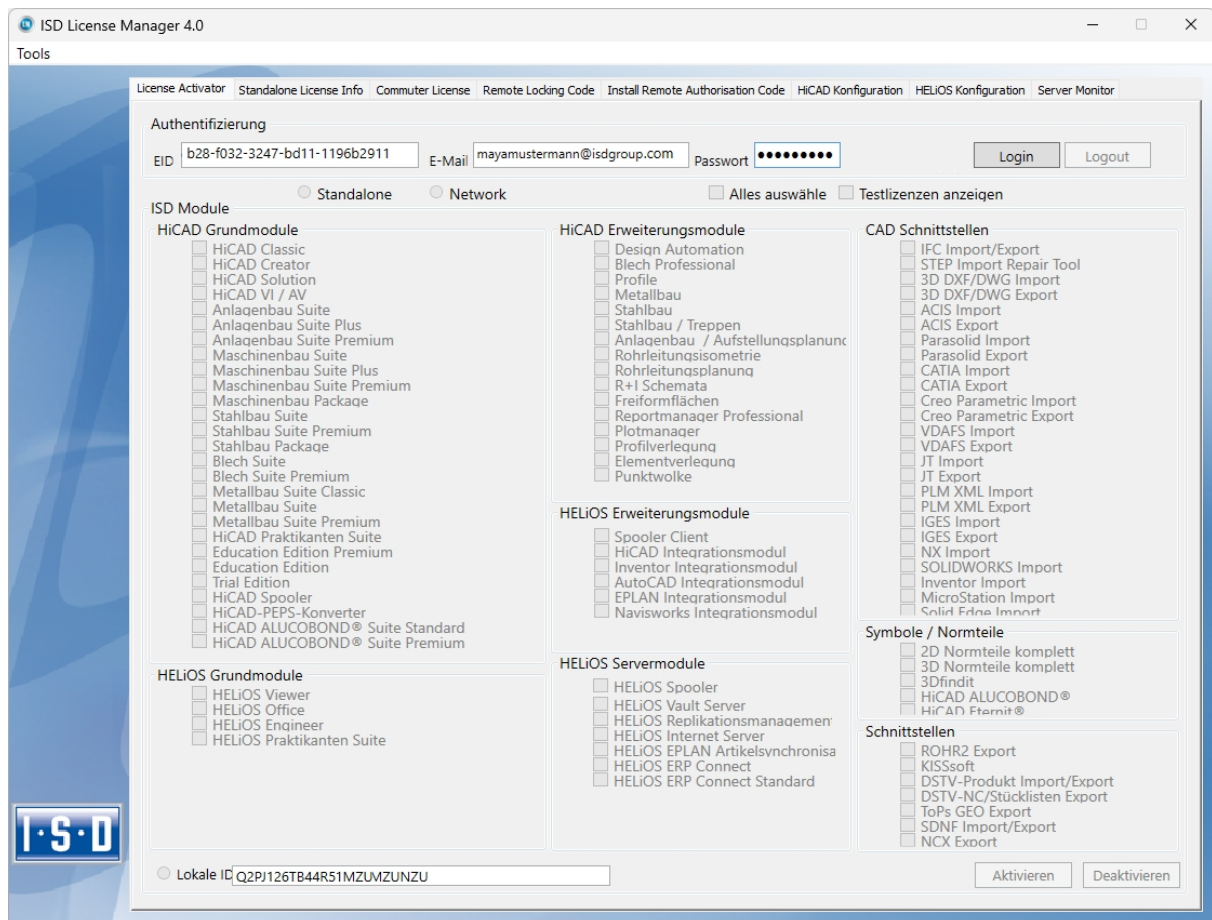 ISD License Manager 4.0
Tools
License Activator Standalone License Info Commuter License Remote Locking Code Install Remote Authorisation Code HiCAD Konfiguration HELiOS Konfiguration Server Monitor
Authentifizierung
EID b28-f032-3247-bd11-1196b2911 E-Mail mayamustermann@isdgroup.com Passwort ●●●●●●●●● Login Logout
Standalone Network Alles auswähle Testlizenzen anzeigen
ISD Module
HiCAD Grundmodule
HiCAD Classic
HiCAD Creator
HiCAD Solution
HiCAD VI / AV
Anlagenbau Suite
Anlagenbau Suite Plus
Anlagenbau Suite Premium
Maschinenbau Suite
Maschinenbau Suite Plus
Maschinenbau Suite Premium
Maschinenbau Package
Stahlbau Suite
Stahlbau Suite Premium
Stahlbau Package
Blech Suite
Blech Suite Premium
Metallbau Suite Classic
Metallbau Suite
Metallbau Suite Premium
HiCAD Praktikanten Suite
Education Edition Premium
Education Edition
Trial Edition
HiCAD Spooler
HiCAD-PEPS-Konverter
HiCAD ALUCOBOND® Suite Standard
HiCAD ALUCOBOND® Suite Premium
HELiOS Grundmodule
HELiOS Viewer
HELiOS Office
HELiOS Engineer
HELiOS Praktikanten Suite
HiCAD Erweiterungsmodule
Design Automation
Blech Professional
Profile
Metallbau
Stahlbau
Stahlbau / Treppen
Anlagenbau / Aufstellungsplanung
Rohrleitungsisometrie
Rohrleitungsplanung
R+I Schemata
Freiformflächen
Reportmanager Professional
Plotmanager
Profilverlegung
Elementverlegung
Punktwolke
HELiOS Erweiterungsmodule
Spooler Client
HiCAD Integrationsmodul
Inventor Integrationsmodul
AutoCAD Integrationsmodul
EPLAN Integrationsmodul
Navisworks Integrationsmodul
HELiOS Servermodule
HELiOS Spooler
HELiOS Vault Server
HELiOS Replikationsmanagement
HELiOS Internet Server
HELiOS EPLAN Artikelsynchronisa
HELiOS ERP Connect
HELiOS ERP Connect Standard
CAD Schnittstellen
IFC Import/Export
STEP Import Repair Tool
3D DXF/DWG Import
3D DXF/DWG Export
ACIS Import
ACIS Export
Parasolid Import
Parasolid Export
CATIA Import
CATIA Export
Creo Parametric Import
Creo Parametric Export
VDAFS Import
VDAFS Export
JT Import
JT Export
PLM XML Import
PLM XML Export
IGES Import
IGES Export
NX Import
SOLIDWORKS Import
Inventor Import
MicroStation Import
Solid Edge Import
Symbole / Normteile
2D Normteile komplett
3D Normteile komplett
3Dfindit
HiCAD ALUCOBOND®
HiCAD Eternit®
Schnittstellen
ROHR2 Export
KISSsoft
DSTV-Produkt Import/Export
DSTV-NC/Stücklisten Export
ToPs GEO Export
SDNF Import/Export
NCX Export
I·S·D
Lokale ID Q2PJ126TB44R51MZUMZUNZU Aktivieren Deaktivieren